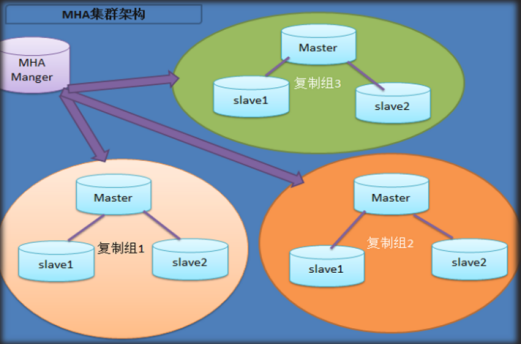 MHA集群架构
MHA
Manger
Master
slave1
复制组3
slave2
Master
slave1
复制组1
slave2
Master
slave1
复制组2
slave2